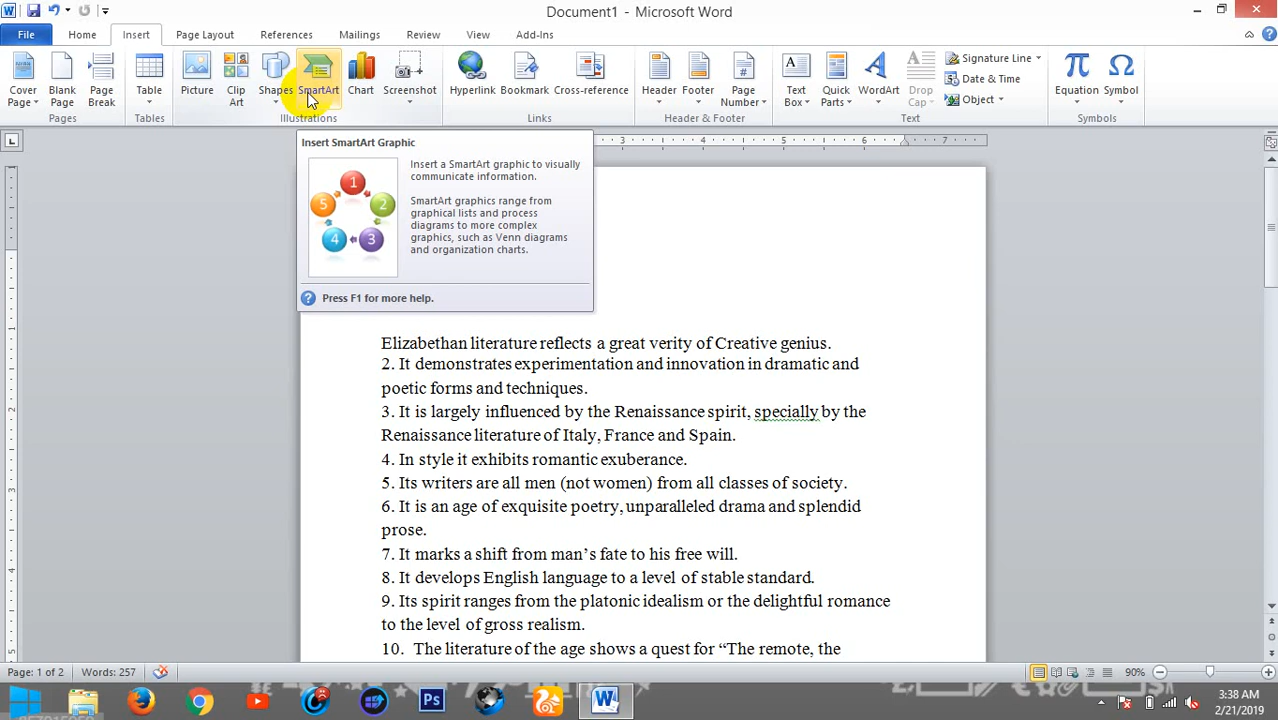 Document1 - Microsoft Word
File Home Insert Page Layout References Mailings Review View Add-Ins
Cover Page Blank Page Page Break Table Picture Clip Art Shapes SmartArt Chart Screenshot Hyperlink Bookmark Cross-reference Header Footer Page Number Text Box Quick Parts WordArt Drop Cap Signature Line Date & Time Object Equation Symbol
Pages Tables Illustrations Links Header & Footer Text Symbols
3 4 5 6 7
Insert SmartArt Graphic
1 2 3 4 5
Insert a SmartArt graphic to visually
communicate information.
SmartArt graphics range from
graphical lists and process
diagrams to more complex
graphics, such as Venn diagrams
and organization charts.
Press F1 for more help.
Elizabethan literature reflects a great verity of Creative genius.
2. It demonstrates experimentation and innovation in dramatic and
poetic forms and techniques.
3. It is largely influenced by the Renaissance spirit, specially by the
Renaissance literature of Italy, France and Spain.
4. In style it exhibits romantic exuberance.
5. Its writers are all men (not women) from all classes of society.
6. It is an age of exquisite poetry, unparalleled drama and splendid
prose.
7. It marks a shift from man’s fate to his free will.
8. It develops English language to a level of stable standard.
9. Its spirit ranges from the platonic idealism or the delightful romance
to the level of gross realism.
10. The literature of the age shows a quest for “The remote, the
Page: 1 of 2 Words: 257 90%
3:38 AM
2/21/2019